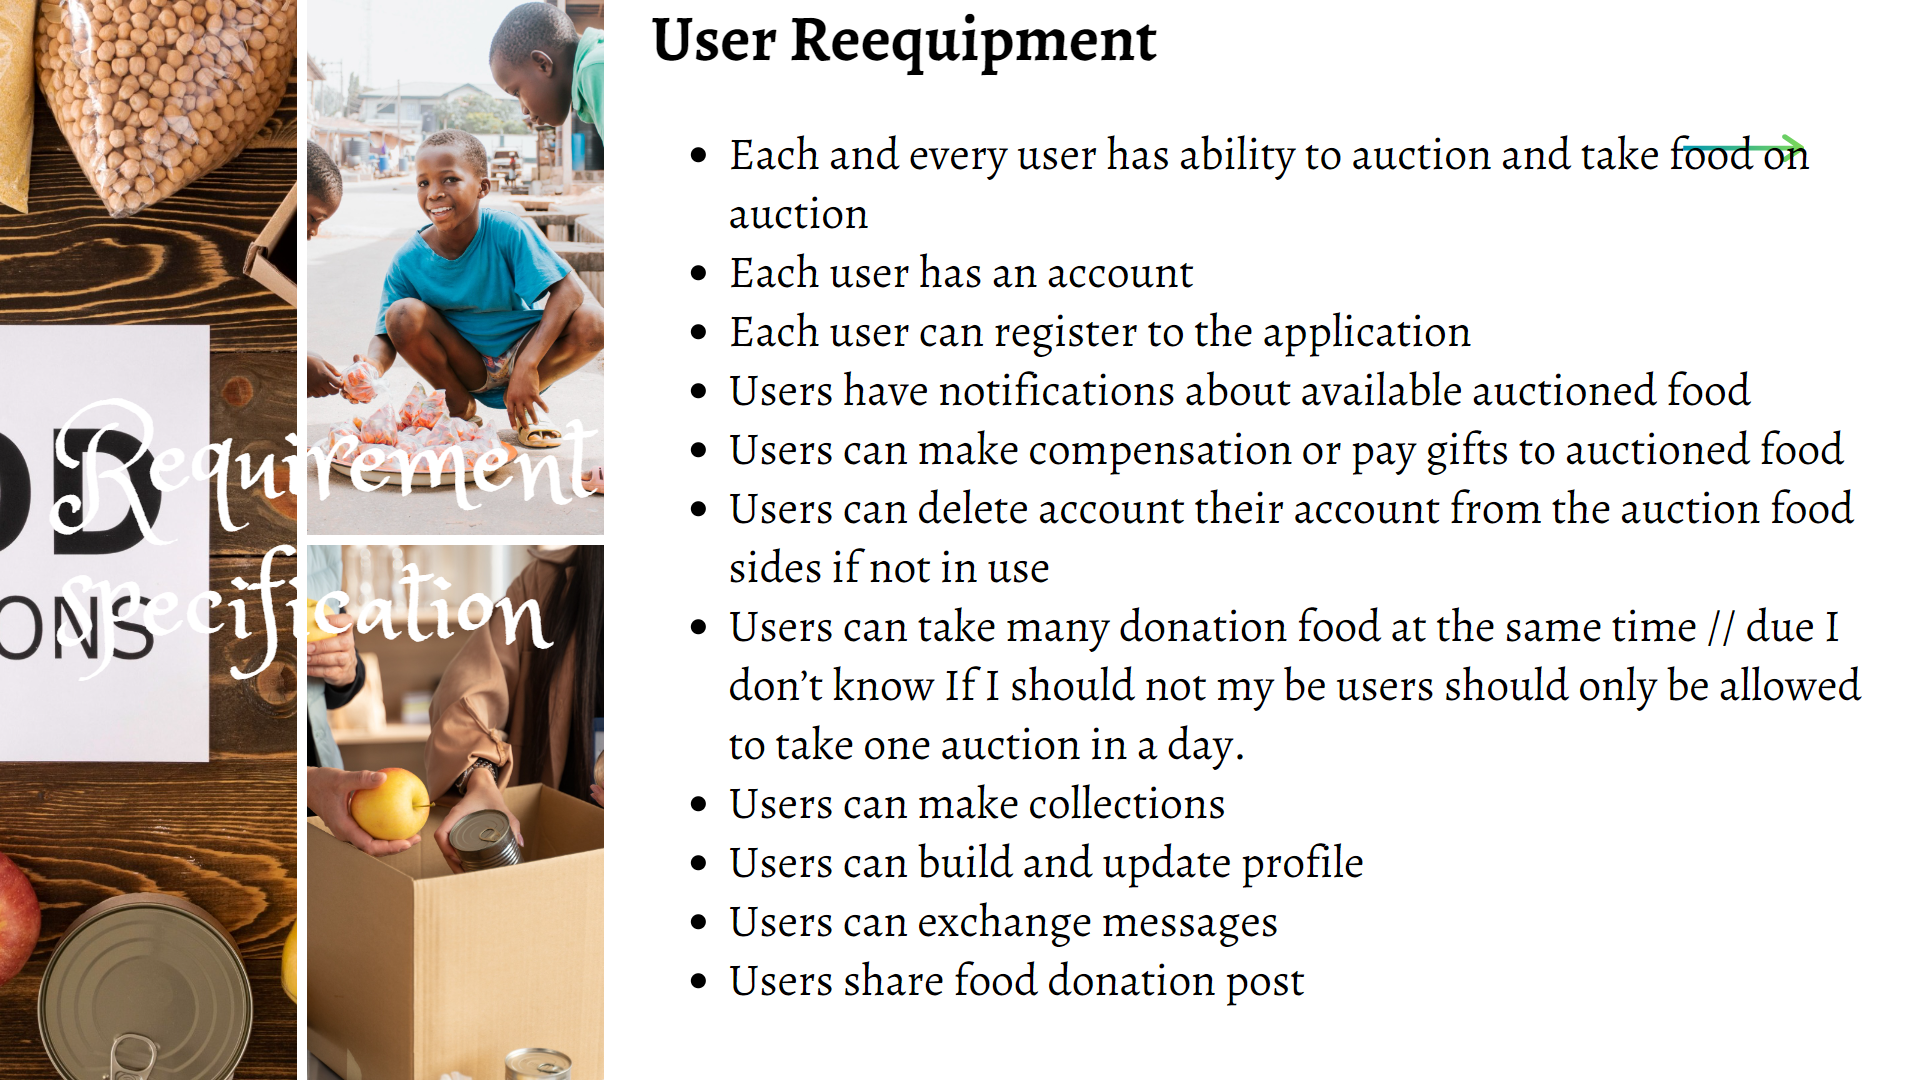 User Reequipment
Each and every user has ability to auction and take food on
auction
Each user has an account
Each user can register to the application
Users have notifications about available auctioned food
Users can make compensation or pay gifts to auctioned food
Users can delete account their account from the auction food
sides if not in use
Users can take many donation food at the same time // due I
don’t know If I should not my be users should only be allowed
to take one auction in a day.
Users can make collections
Users can build and update profile
Users can exchange messages
Users share food donation post
Requirement
specification
OD
ONS